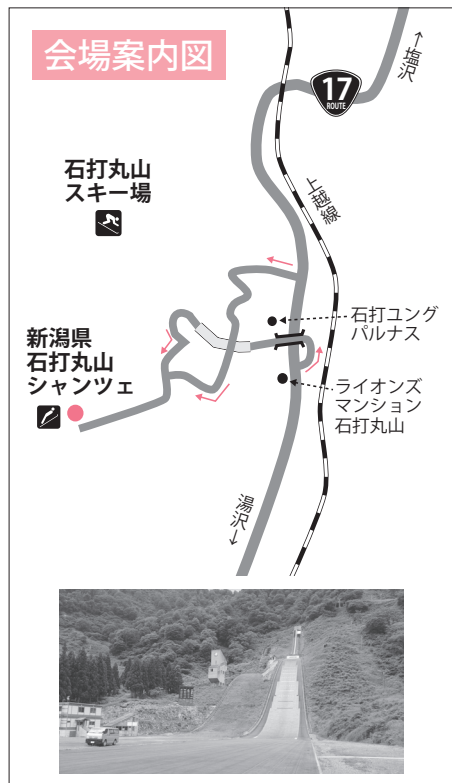 会場案内図
←塩沢
17
ROUTE
石打丸山
スキー場
上越線
石打ユング
パルナス
新潟県
石打丸山
シャンツェ
ライオンズ
マンション
石打丸山
湯沢→